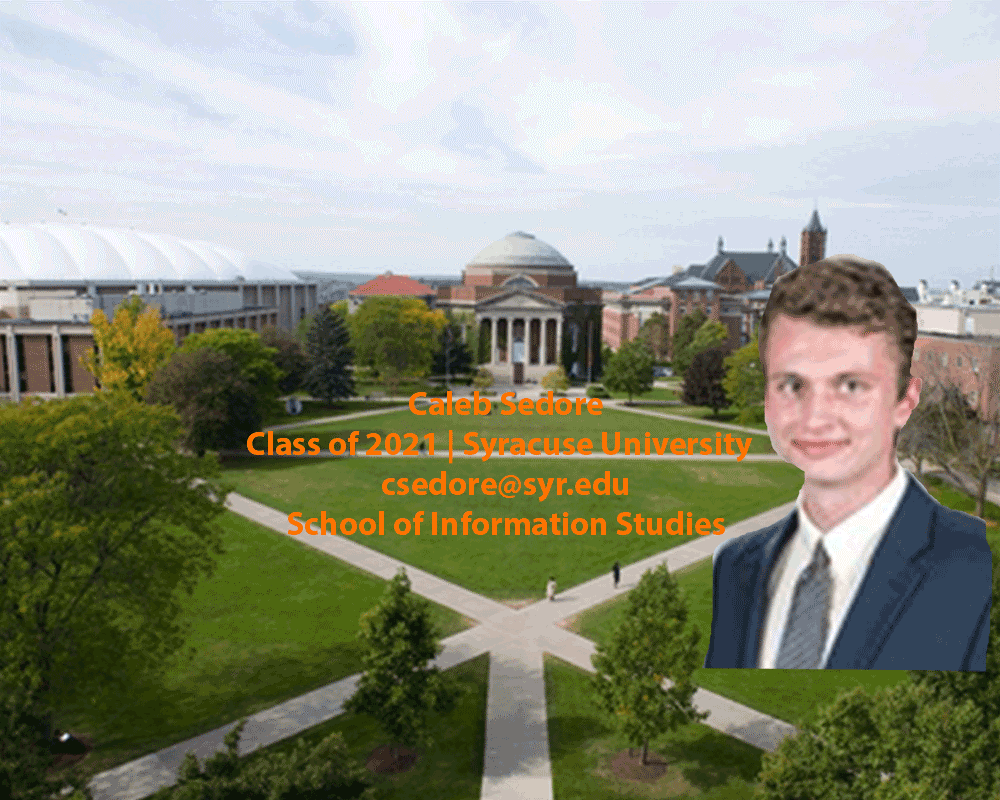 Caleb Sedore
Class of 2021 | Syracuse University
csedore@syr.edu
School of Information Studies